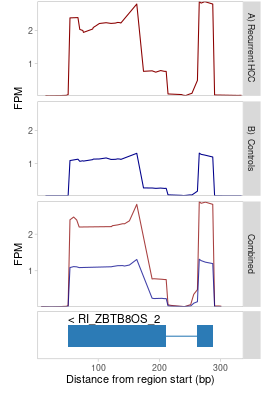 2
1
A) Recurrent HCC
FPM
2
1
B) Controls
2
1
Combined
FPM
< RI_ZBTB8OS_2
100
200
300
Distance from region start (bp)